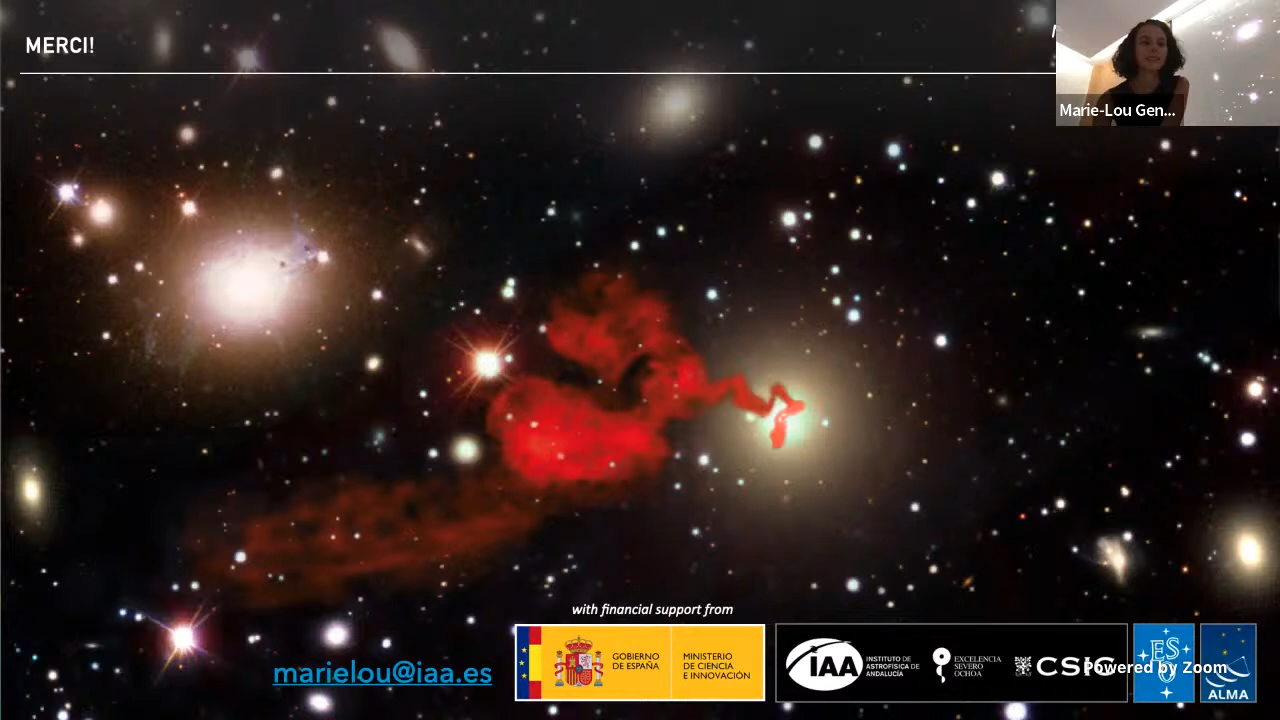 MERCI!
Marie-Lou Gen...
with financial support from
marielou@iaa.es
GOBIERNO
DE ESPAÑA
MINISTERIO
DE CIENCIA
E INNOVACIÓN
IAA
INSTITUTO DE
ASTROFÍSICA DE
ANDALUCÍA
EXCELENCIA
SEVERO
OCHOA
CSIC
Powered by Zoom
ES
O
ALMA